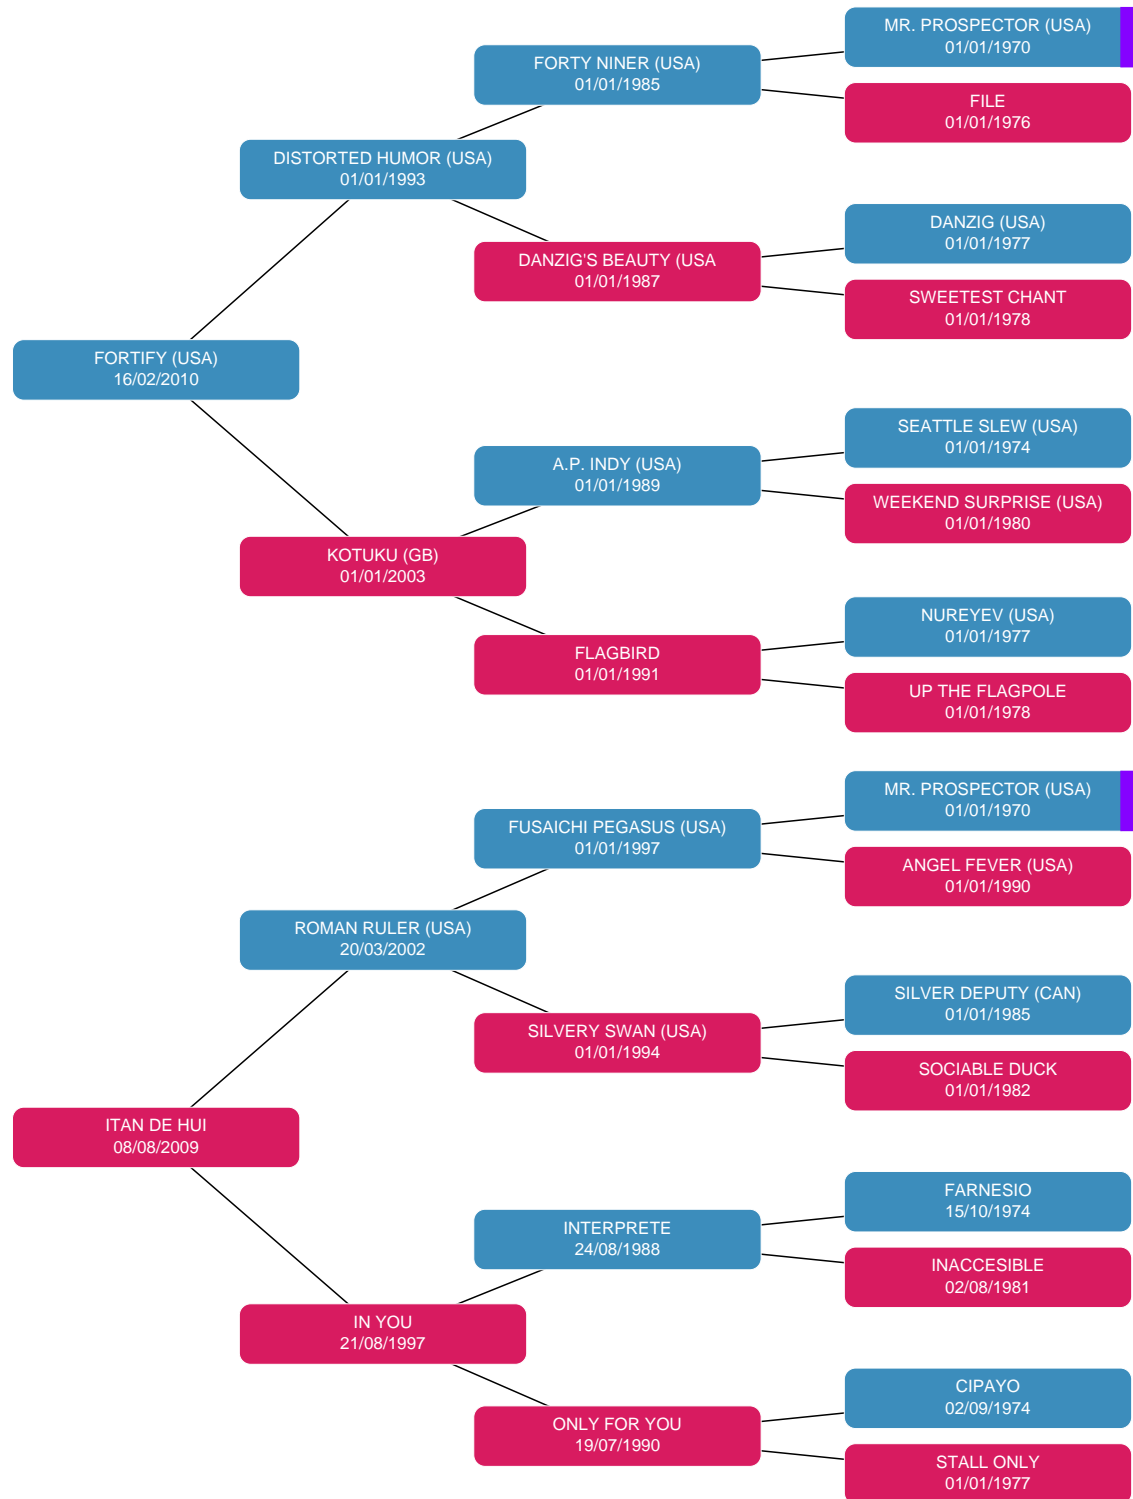 MR. PROSPECTOR (USA)
01/01/1970
FORTY NINER (USA)
01/01/1985
FILE
01/01/1976
DISTORTED HUMOR (USA)
01/01/1993
DANZIG (USA)
01/01/1977
DANZIG'S BEAUTY (USA
01/01/1987
SWEETEST CHANT
01/01/1978
FORTIFY (USA)
16/02/2010
SEATTLE SLEW (USA)
01/01/1974
A.P. INDY (USA)
01/01/1989
WEEKEND SURPRISE (USA)
01/01/1980
KOTUKU (GB)
01/01/2003
NUREYEV (USA)
01/01/1977
FLAGBIRD
01/01/1991
UP THE FLAGPOLE
01/01/1978
MR. PROSPECTOR (USA)
01/01/1970
FUSAICHI PEGASUS (USA)
01/01/1997
ANGEL FEVER (USA)
01/01/1990
ROMAN RULER (USA)
20/03/2002
SILVER DEPUTY (CAN)
01/01/1985
SILVERY SWAN (USA)
01/01/1994
SOCIABLE DUCK
01/01/1982
ITAN DE HUI
08/08/2009
FARNESIO
15/10/1974
INTERPRETE
24/08/1988
INACCESIBLE
02/08/1981
IN YOU
21/08/1997
CIPAYO
02/09/1974
ONLY FOR YOU
19/07/1990
STALL ONLY
01/01/1977